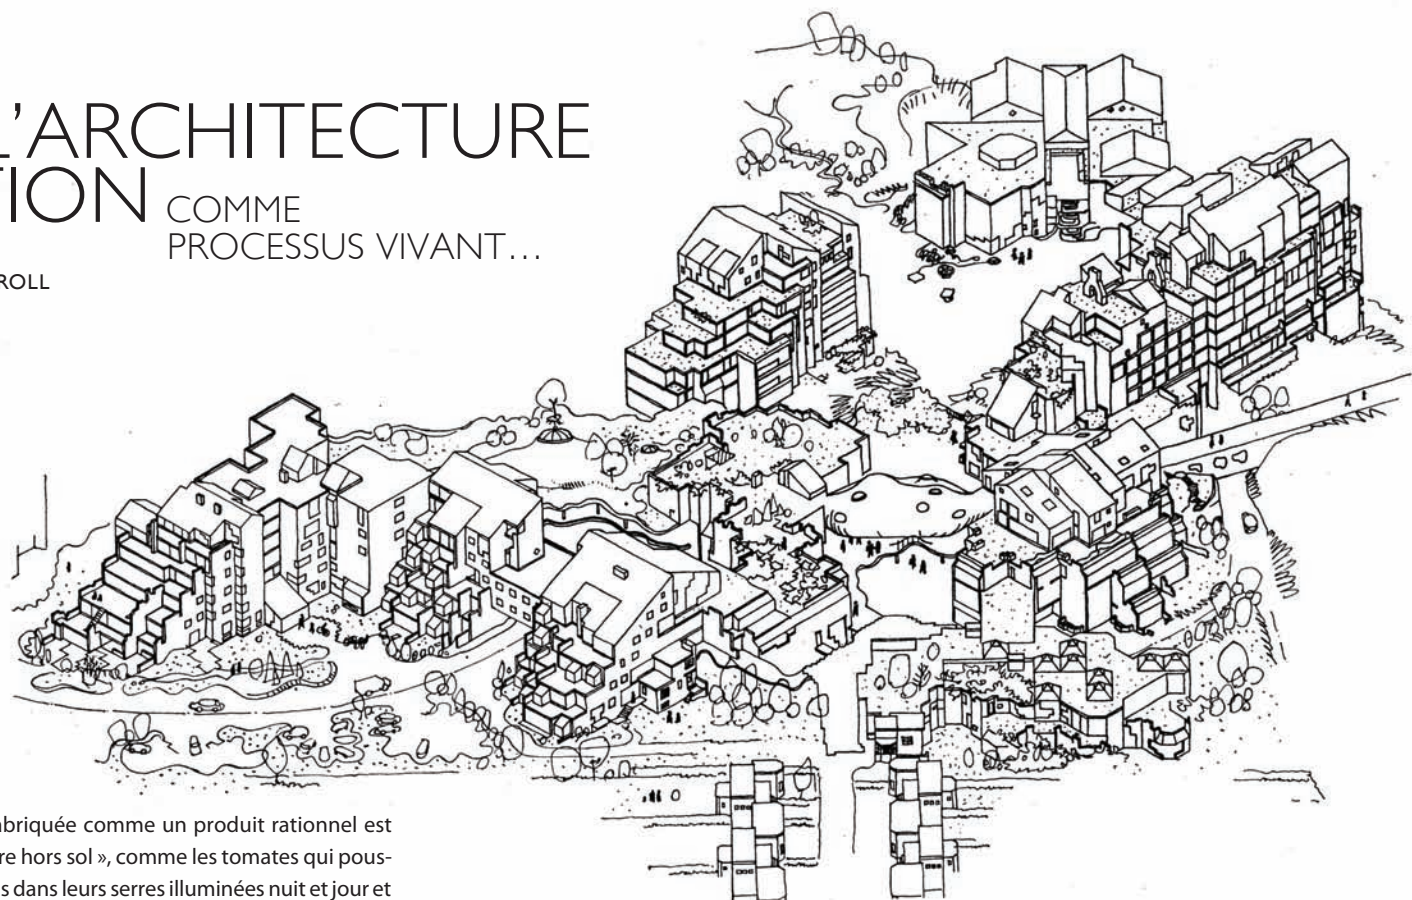 L'ARCHITECTURE
TION COMME
PROCESSUS VIVANT…
ROLL
abriquée comme un produit rationnel est
re hors sol », comme les tomates qui pous-
s dans leurs serres illuminées nuit et jour et